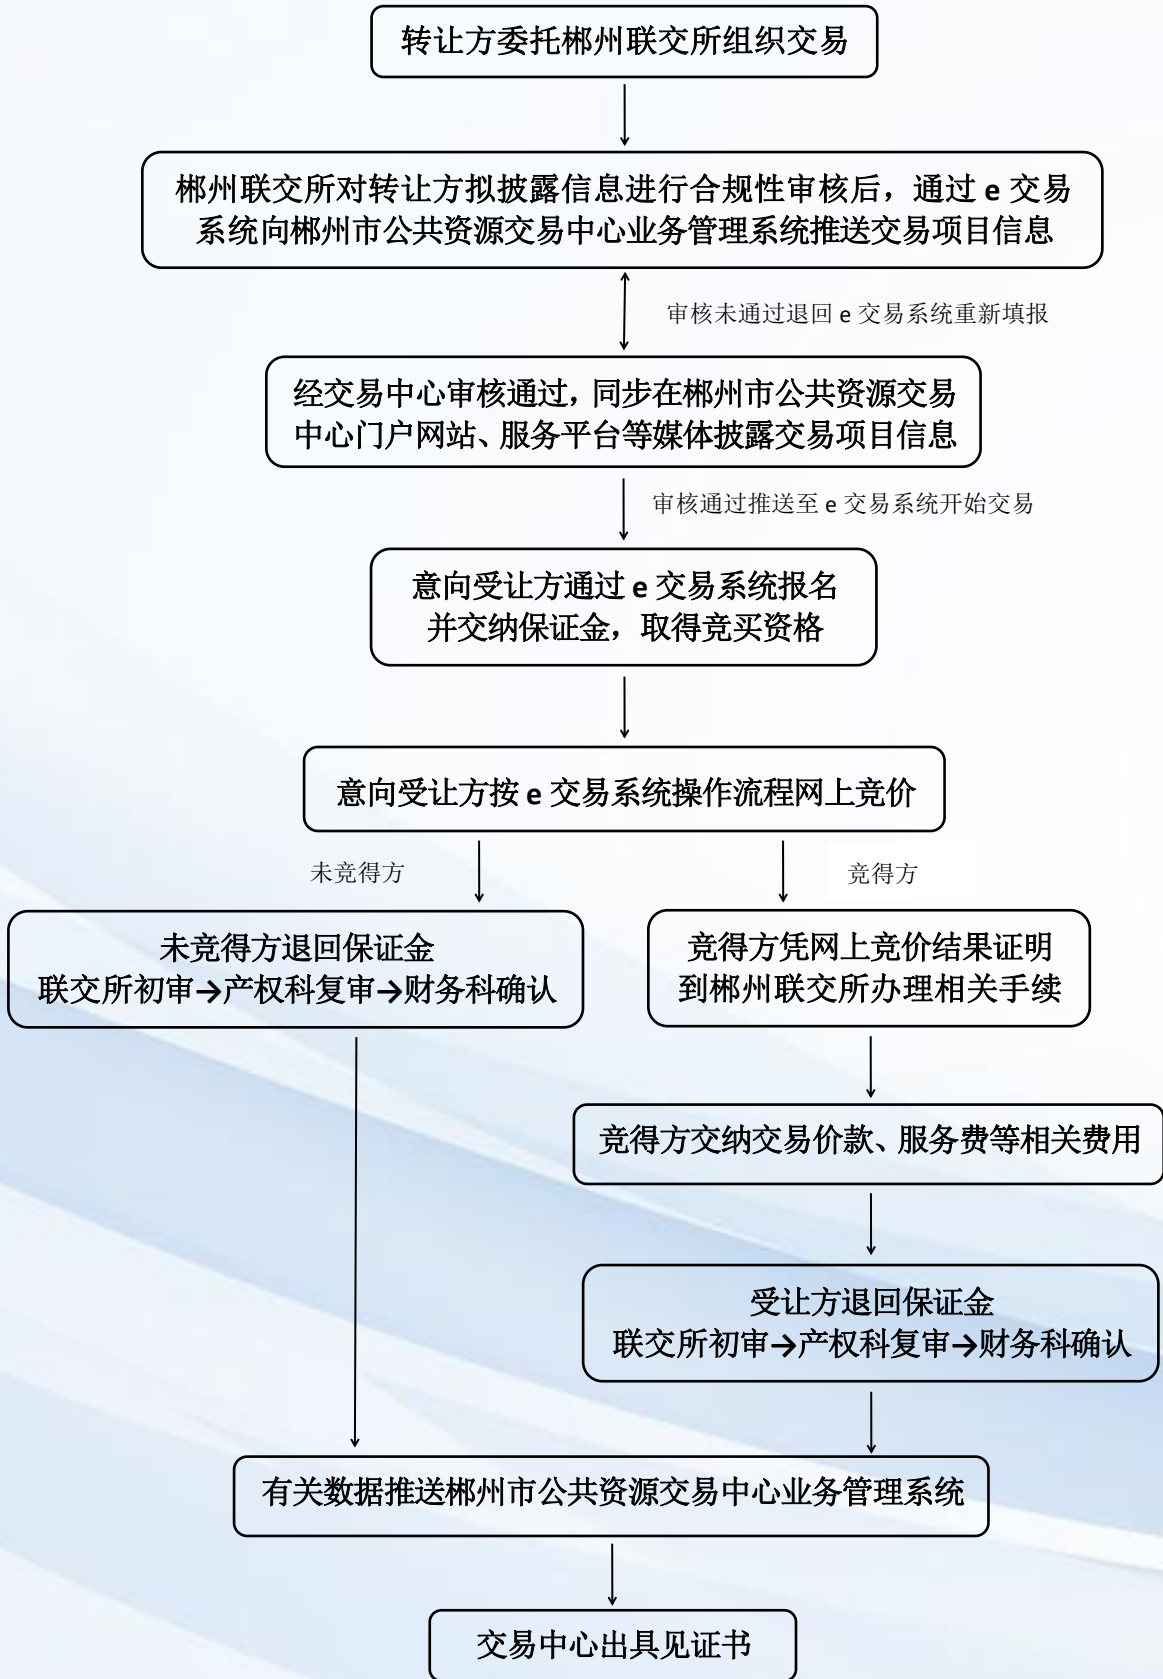 转让方委托郴州联交所组织交易
郴州联交所对转让方拟披露信息进行合规性审核后，通过 e 交易
系统向郴州市公共资源交易中心业务管理系统推送交易项目信息
审核未通过退回 e 交易系统重新填报
经交易中心审核通过，同步在郴州市公共资源交易
中心门户网站、服务平台等媒体披露交易项目信息
审核通过推送至 e 交易系统开始交易
意向受让方通过 e 交易系统报名
并交纳保证金，取得竞买资格
意向受让方按 e 交易系统操作流程网上竞价
未竞得方
竞得方
未竞得方退回保证金
联交所初审→产权科复审→财务科确认
竞得方凭网上竞价结果证明
到郴州联交所办理相关手续
竞得方交纳交易价款、服务费等相关费用
受让方退回保证金
联交所初审→产权科复审→财务科确认
有关数据推送郴州市公共资源交易中心业务管理系统
交易中心出具见证书